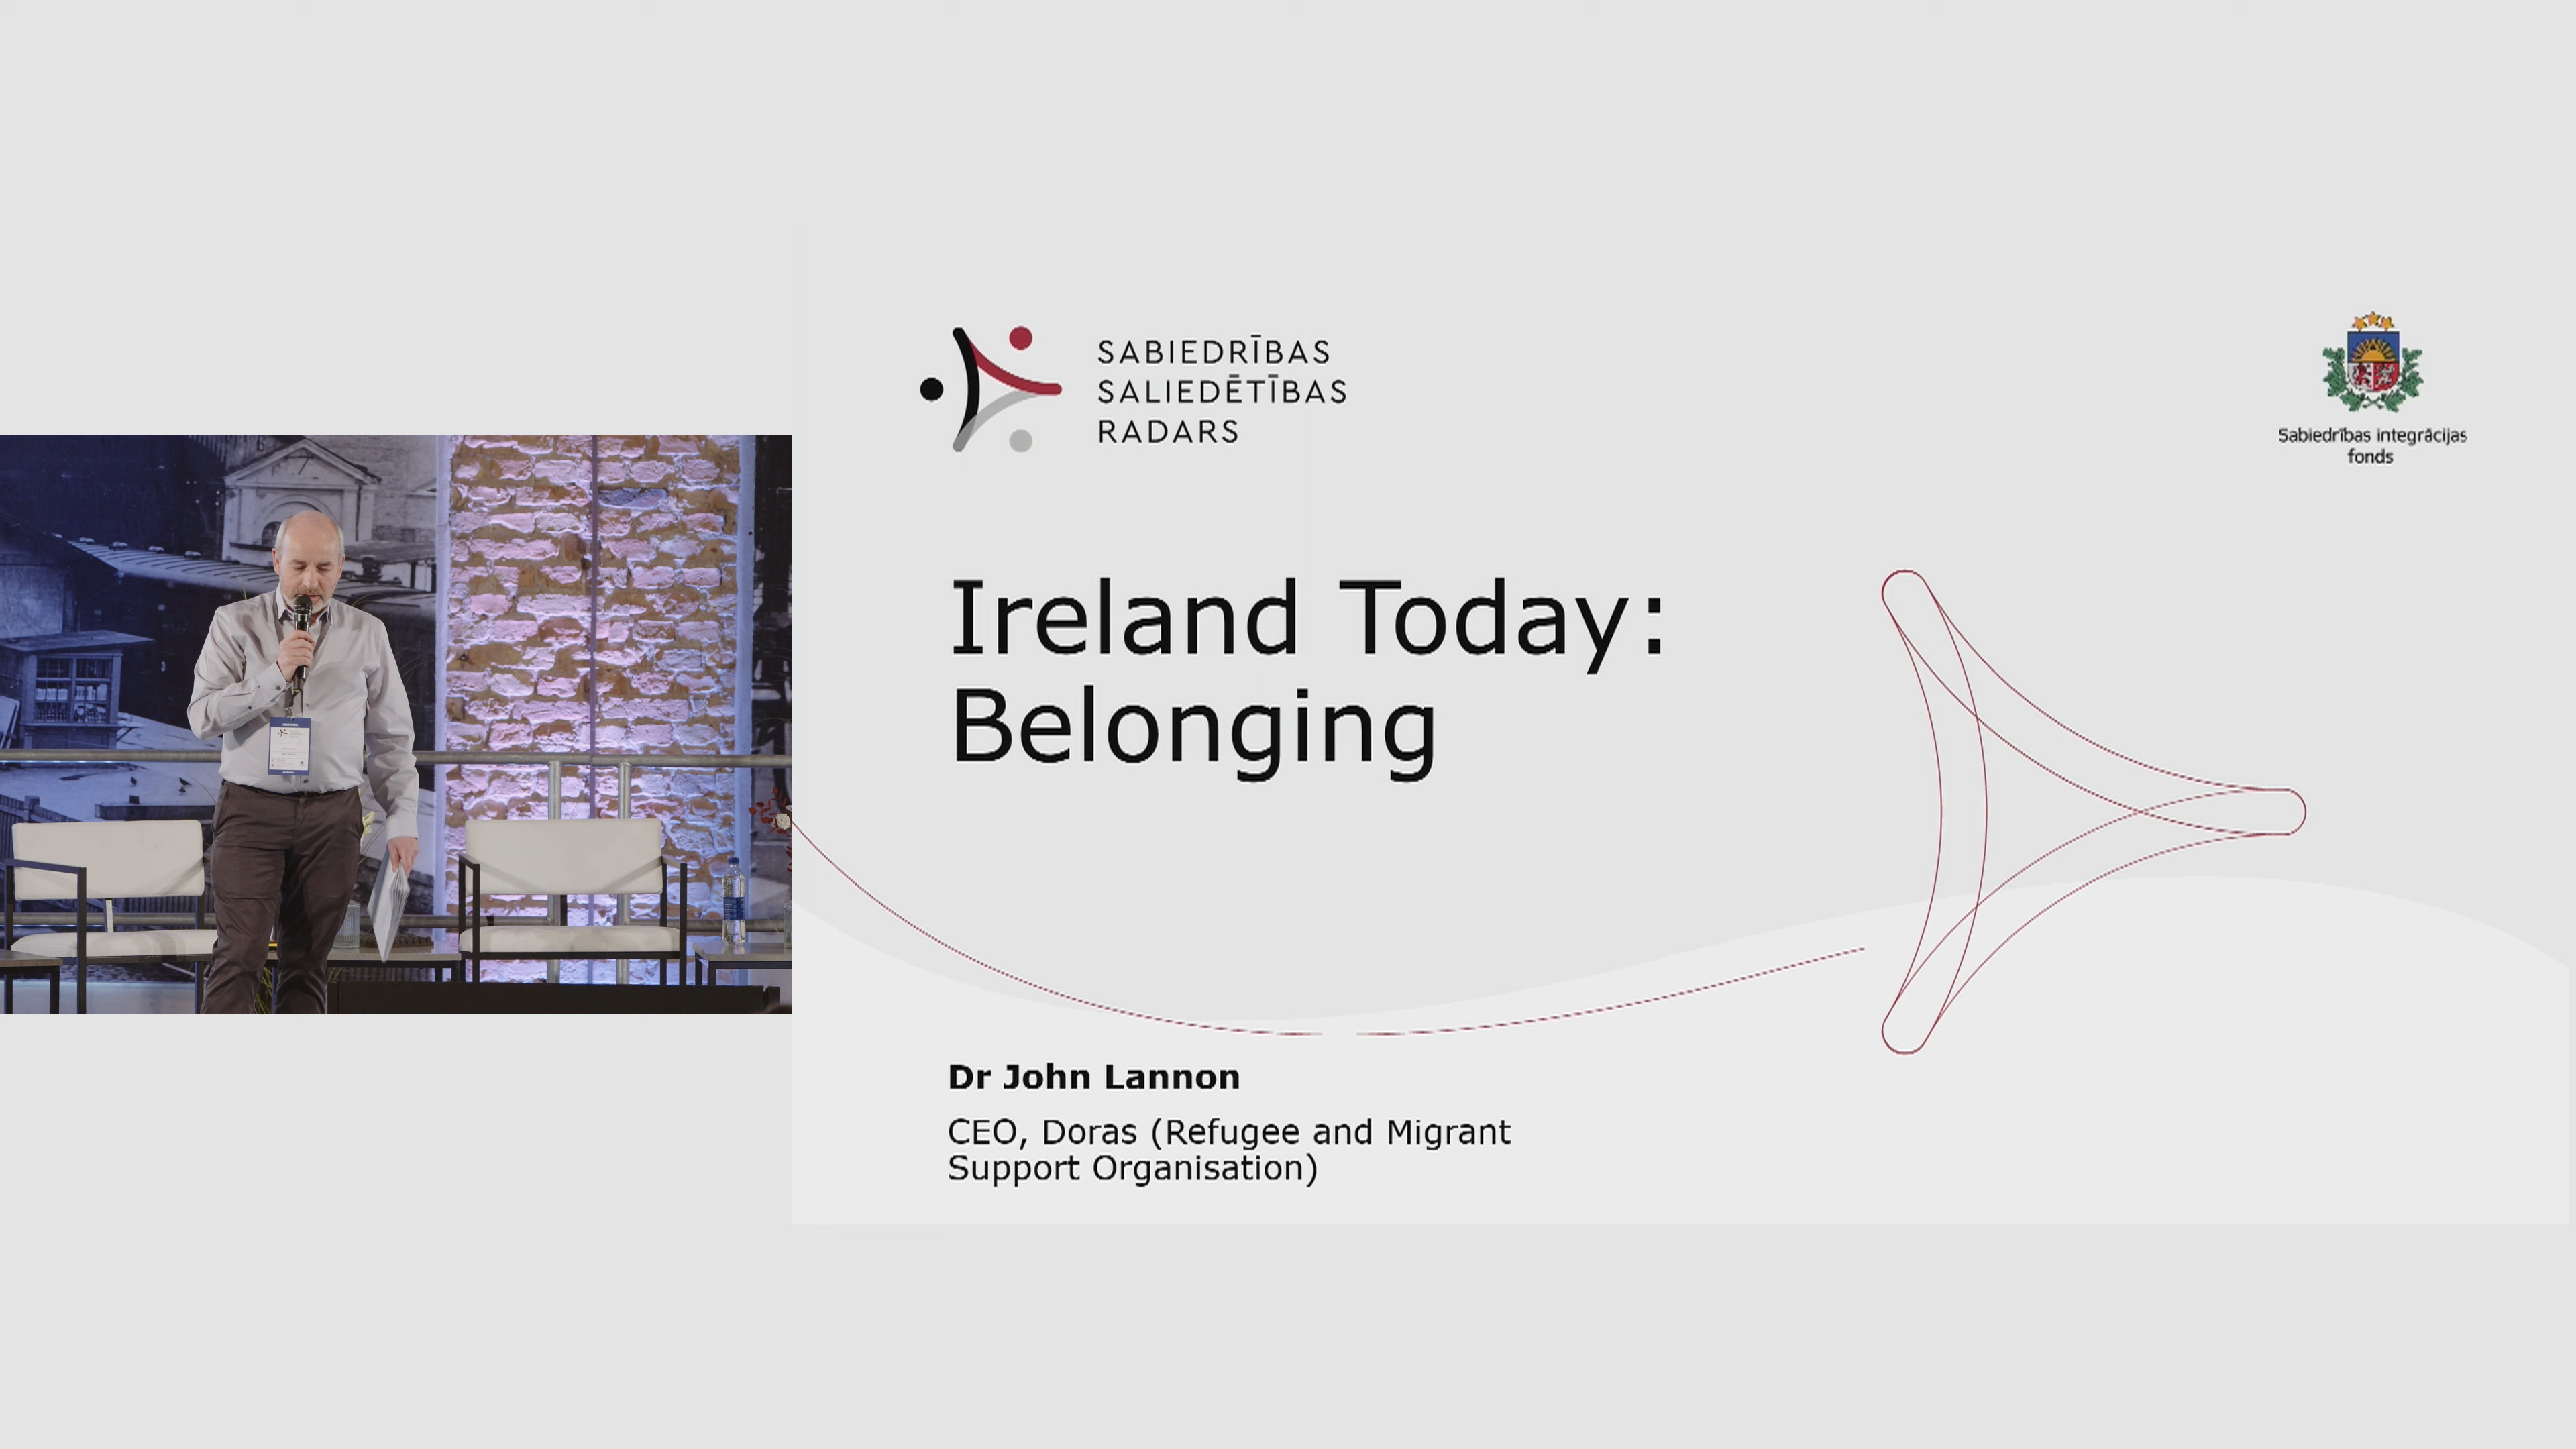 SABIEDRĪBAS
SALIEDĒTĪBAS
RADARS
Sabiedrības integrācijas
fonds
Ireland Today:
Belonging
Dr John Lannon
CEO, Doras (Refugee and Migrant
Support Organisation)